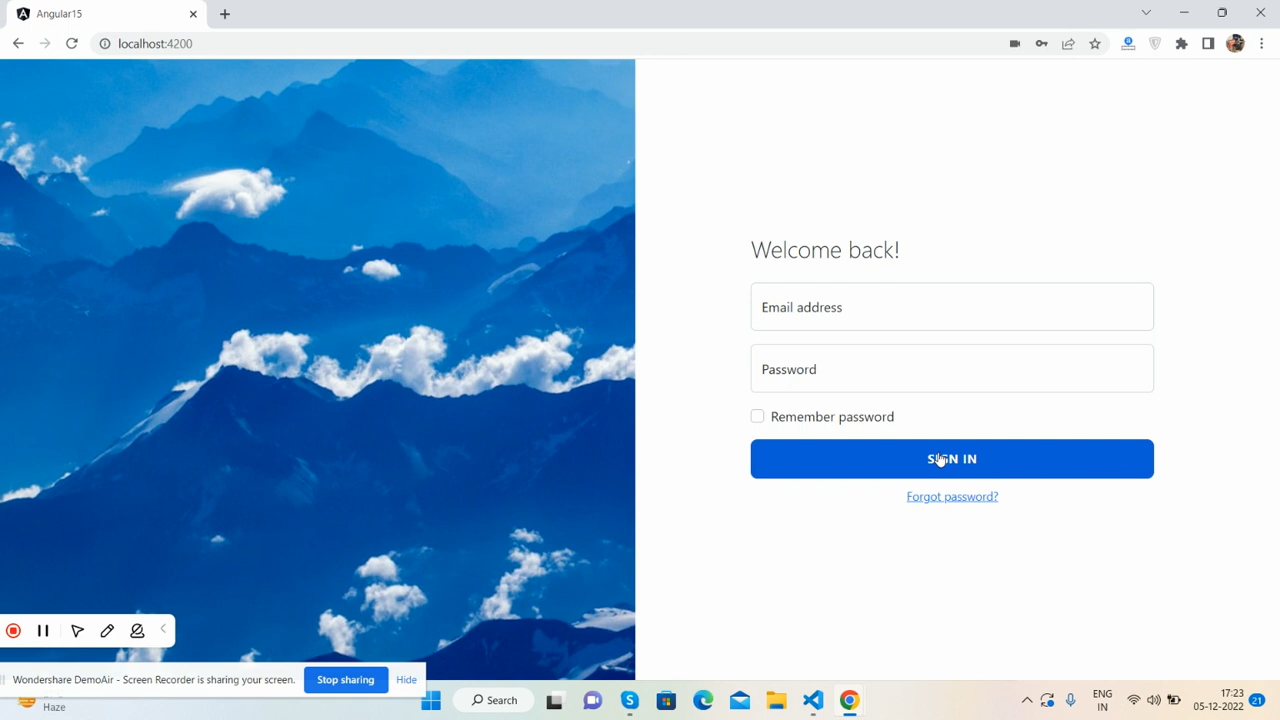 Angular15
localhost:4200
Welcome back!
Email address
Password
Remember password
SIGN IN
Forgot password?
Wondershare DemoAir - Screen Recorder is sharing your screen.
Stop sharing
Hide
Haze
Search
ENG
IN
17:23
05-12-2022
21